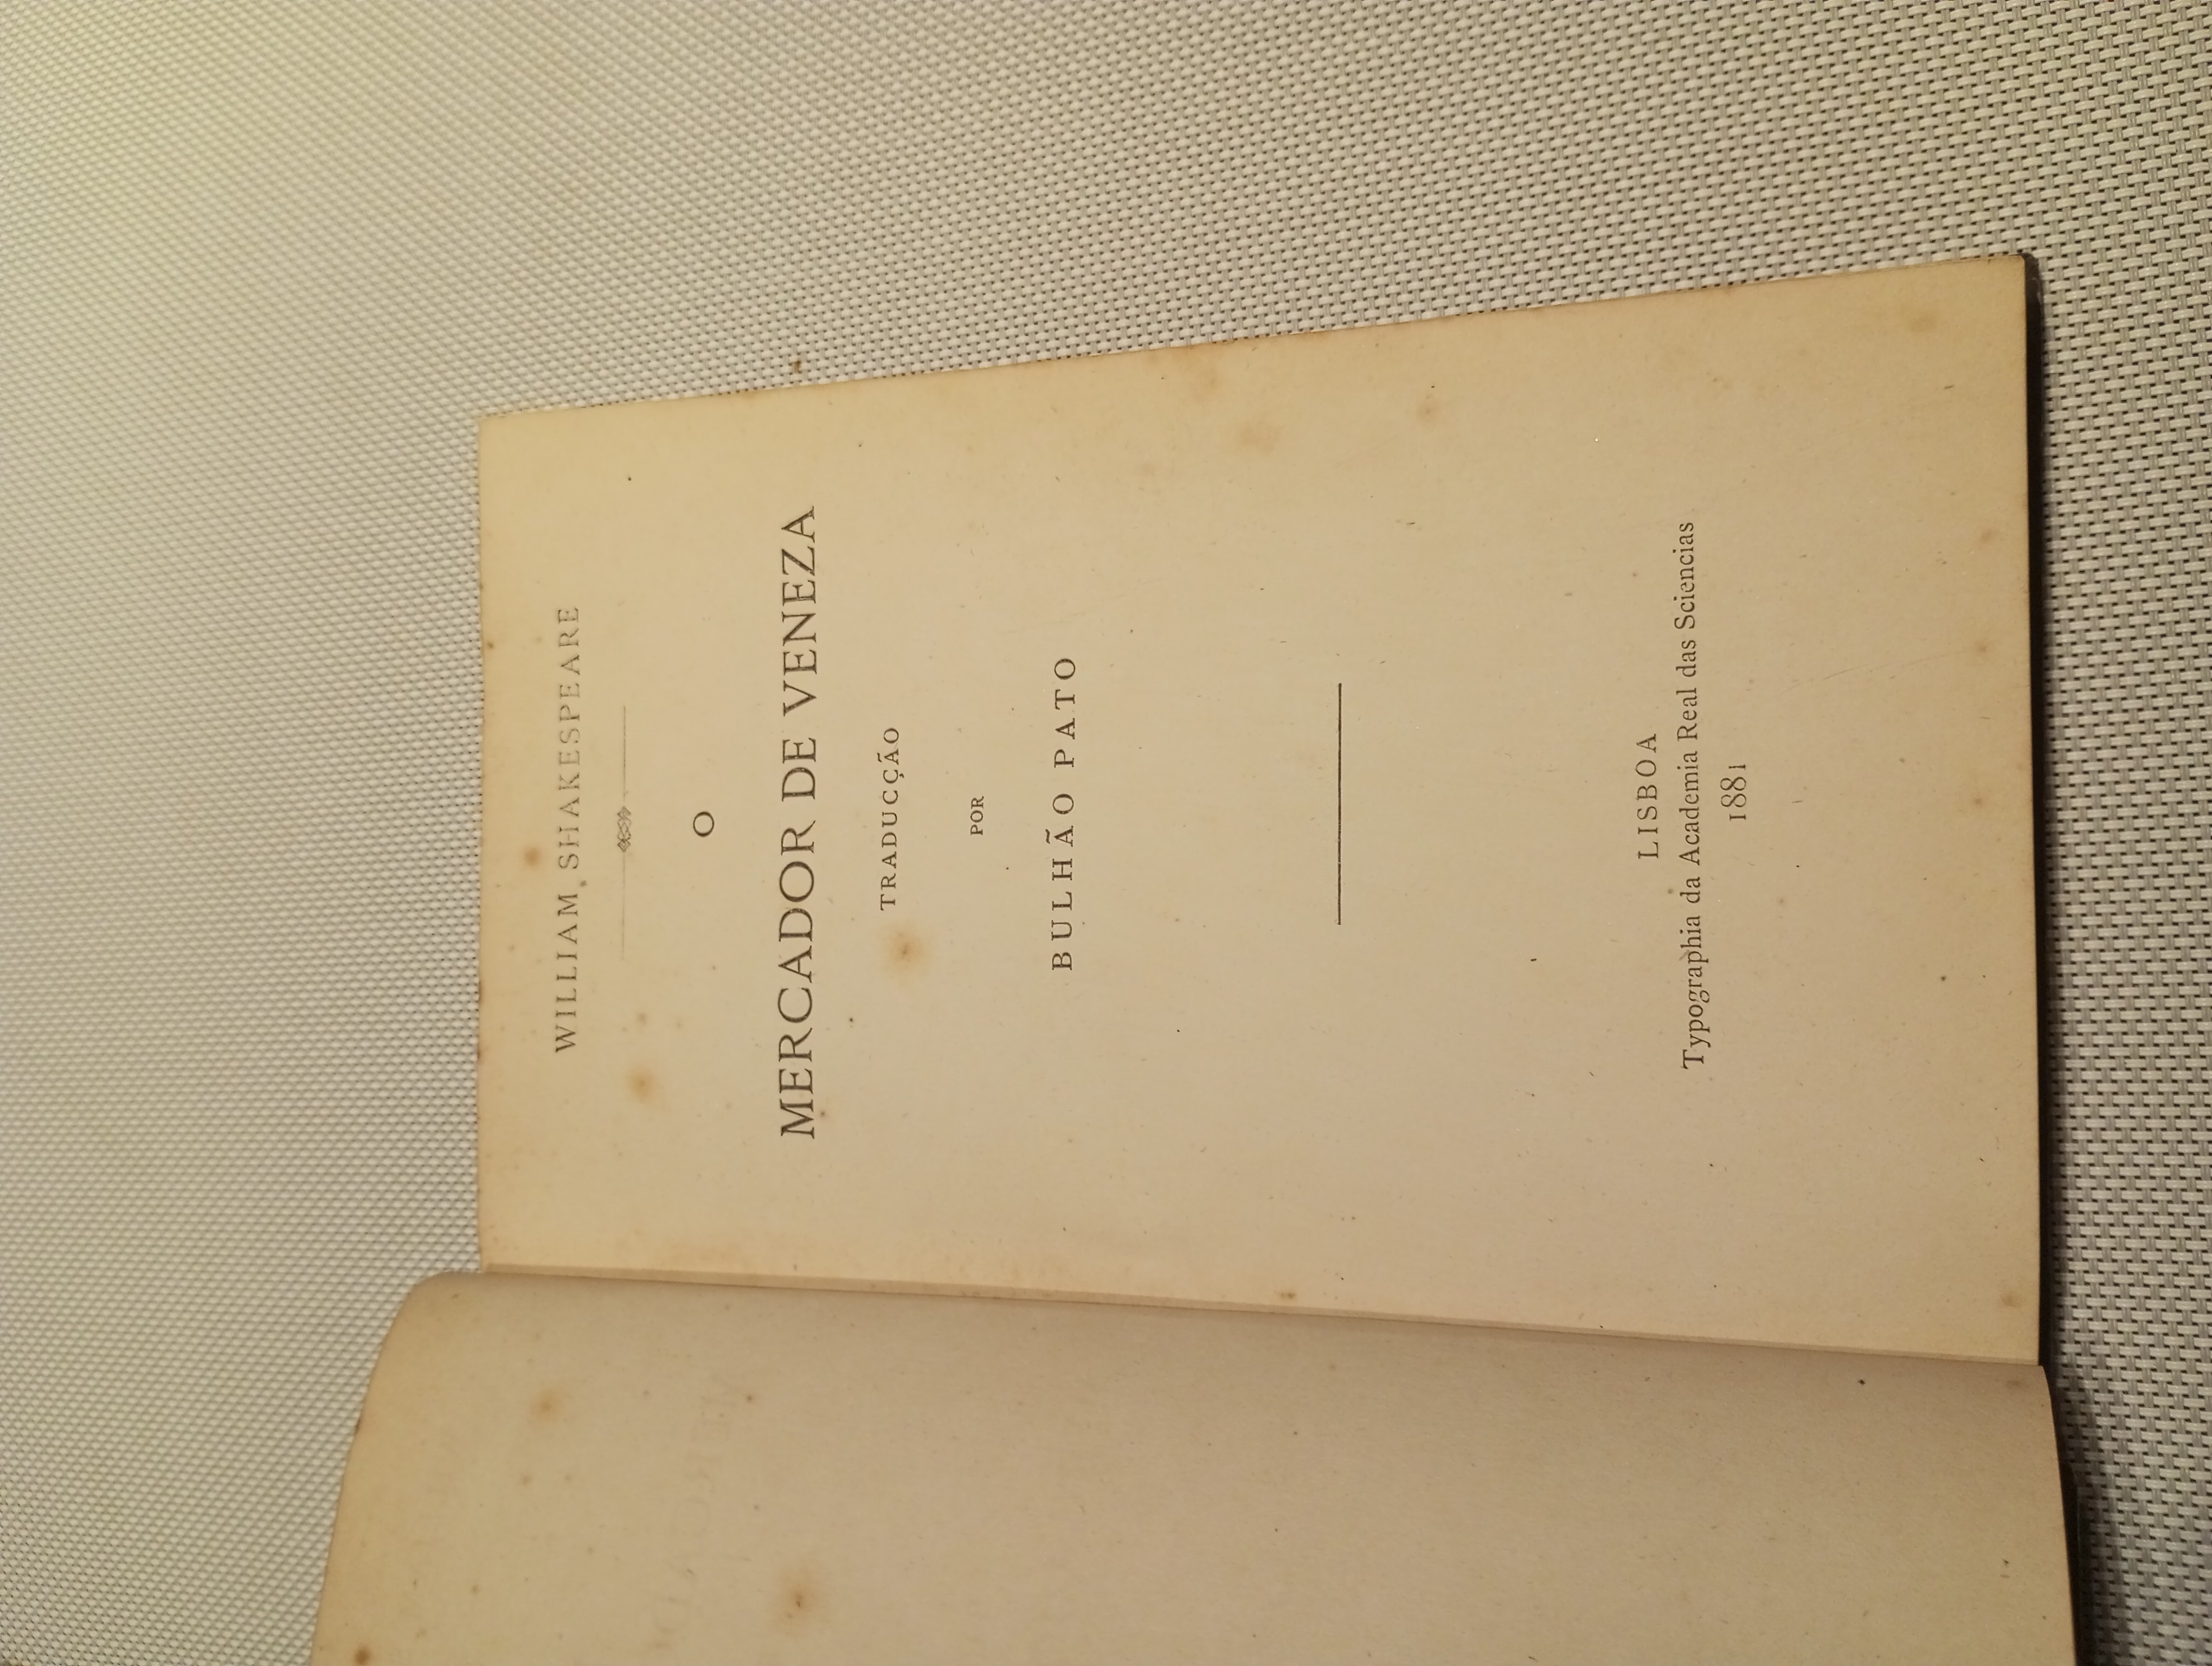 WILLIAM SHAKESPEARE
O
MERCADOR DE VENEZA
TRADUCÇÃO
POR
BULHÃO PATO
LISBOA
Typographia da Academia Real das Sciencias
1881